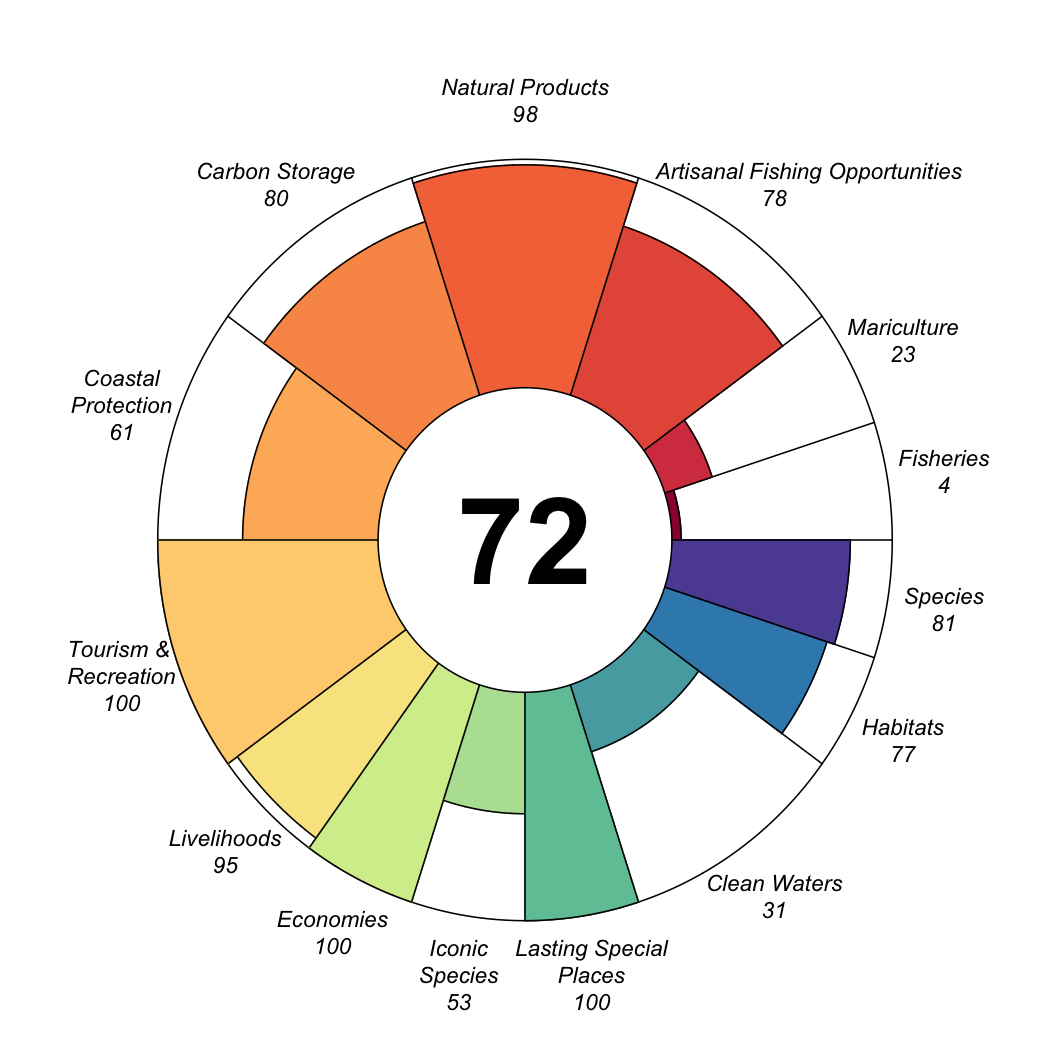 Natural Products
98
Artisanal Fishing Opportunities
78
Carbon Storage
80
Mariculture
23
Coastal
Protection
61
Fisheries
4
72
Species
81
Tourism &
Recreation
100
Habitats
77
Livelihoods
95
Clean Waters
31
Economies
100
Iconic
Species
53
Lasting Special
Places
100